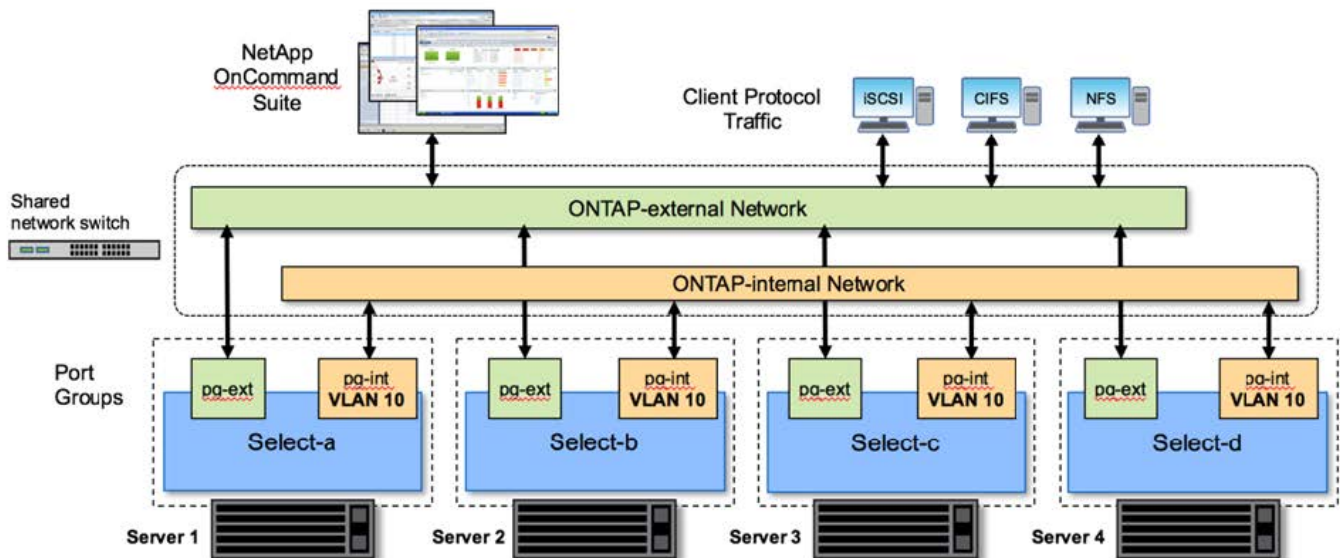 NetApp
OnCommand
Suite
Client Protocol
Traffic
iSCSI
CIFS
NFS
Shared
network switch
ONTAP-external Network
ONTAP-internal Network
Port
Groups
pg-ext
pg-int
VLAN 10
Select-a
pg-ext
pg-int
VLAN 10
Select-b
pg-ext
pg-int
VLAN 10
Select-c
pg-ext
pg-int
VLAN 10
Select-d
Server 1
Server 2
Server 3
Server 4